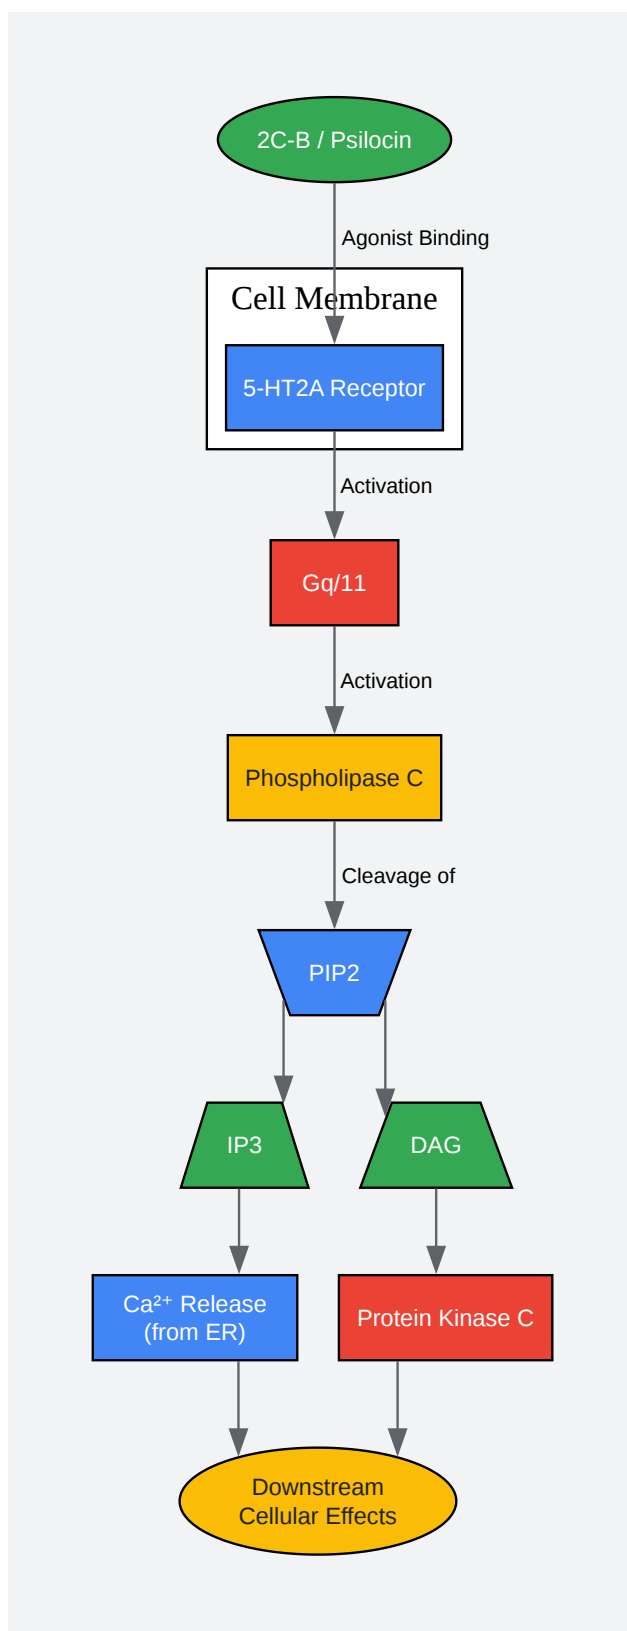 2C-B / Psilocin
Agonist Binding
Cell Membrane
5-HT2A Receptor
Activation
Gq/11
Activation
Phospholipase C
Cleavage of
PIP2
IP3
DAG
Ca²⁺ Release
(from ER)
Protein Kinase C
Downstream
Cellular Effects